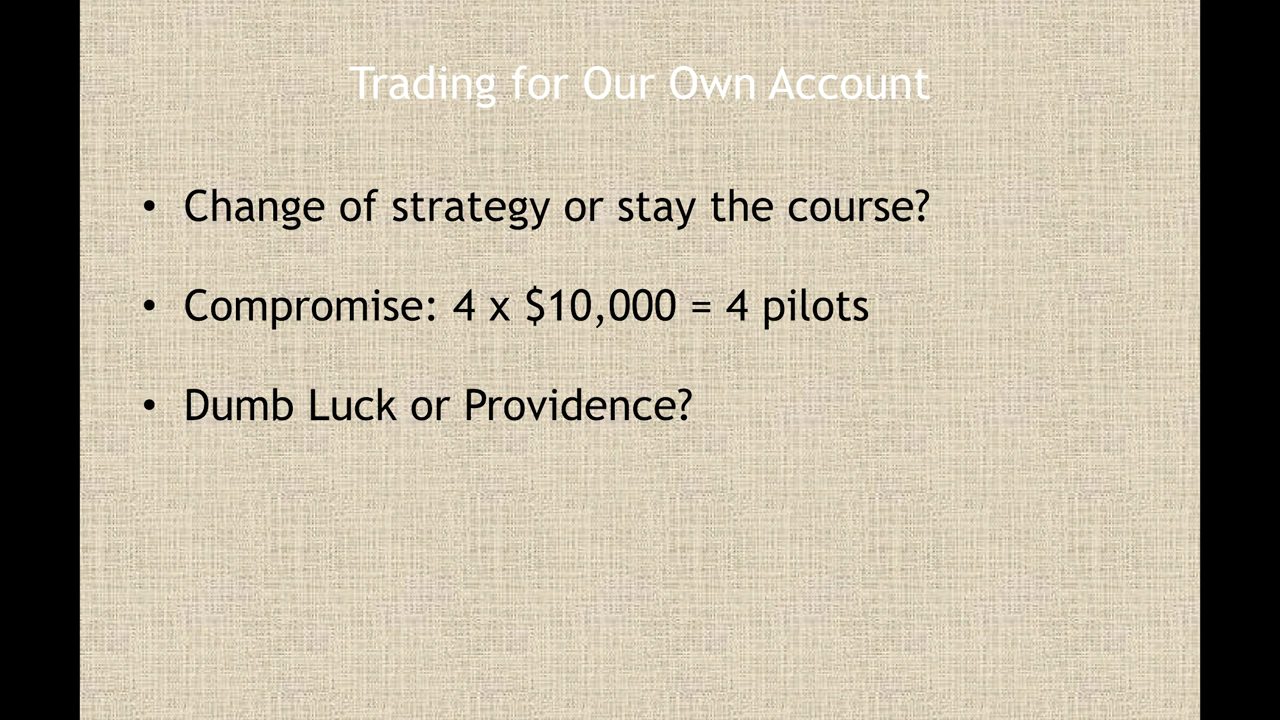 Trading for Our Own Account
• Change of strategy or stay the course?
• Compromise: 4 x $10,000 = 4 pilots
• Dumb Luck or Providence?